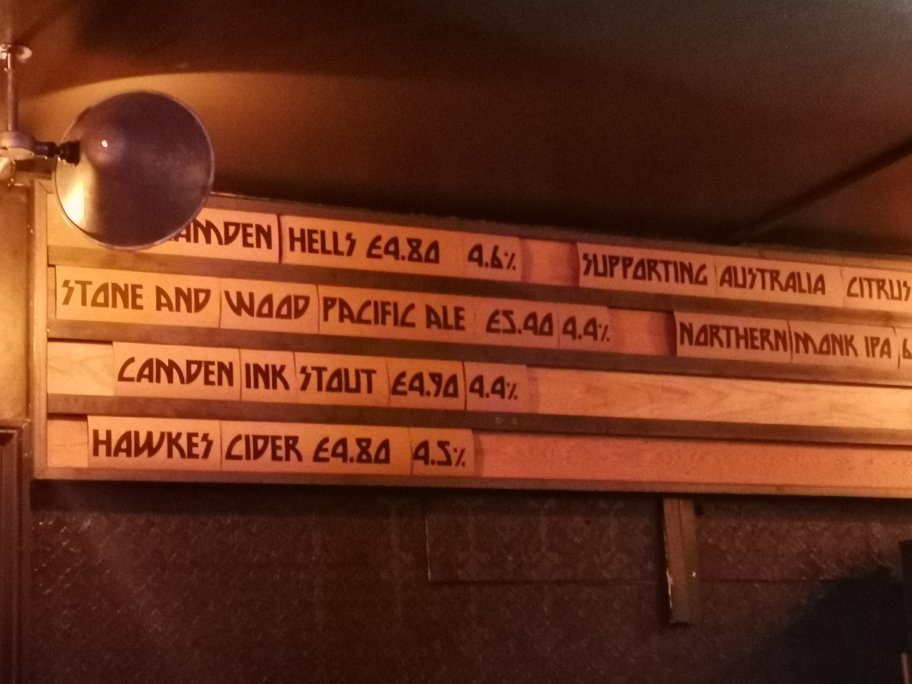 CAMDEN HELLS £4.80 4.6% SUPPORTING AUSTRALIA CITRUS
STONE AND WOOD PACIFIC ALE £5.40 4.4% NORTHERN MONK IPA
CAMDEN INK STOUT £4.90 4.4%
HAWKES CIDER £4.80 4.5%